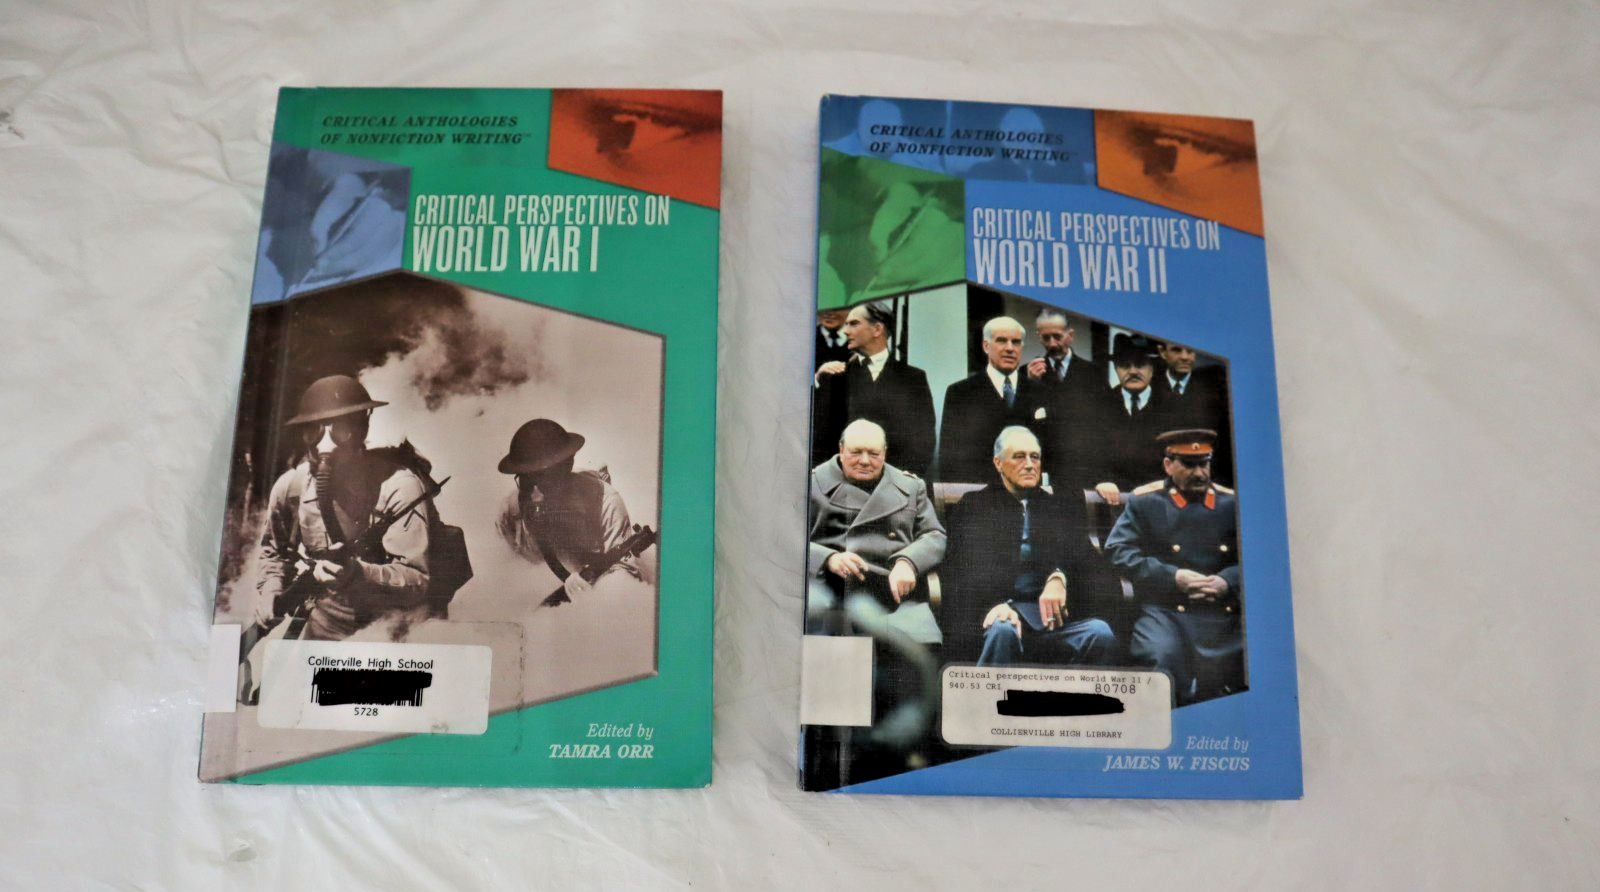 CRITICAL ANTHOLOGIES
OF NONFICTION WRITING™
CRITICAL PERSPECTIVES ON
WORLD WAR I
Collierville High School
5728
Edited by
TAMRA ORR
CRITICAL ANTHOLOGIES
OF NONFICTION WRITING™
CRITICAL PERSPECTIVES ON
WORLD WAR II
Critical perspectives on World War II /
940.53 CRI 80708
COLLIERVILLE HIGH LIBRARY
Edited by
JAMES W. FISCUS